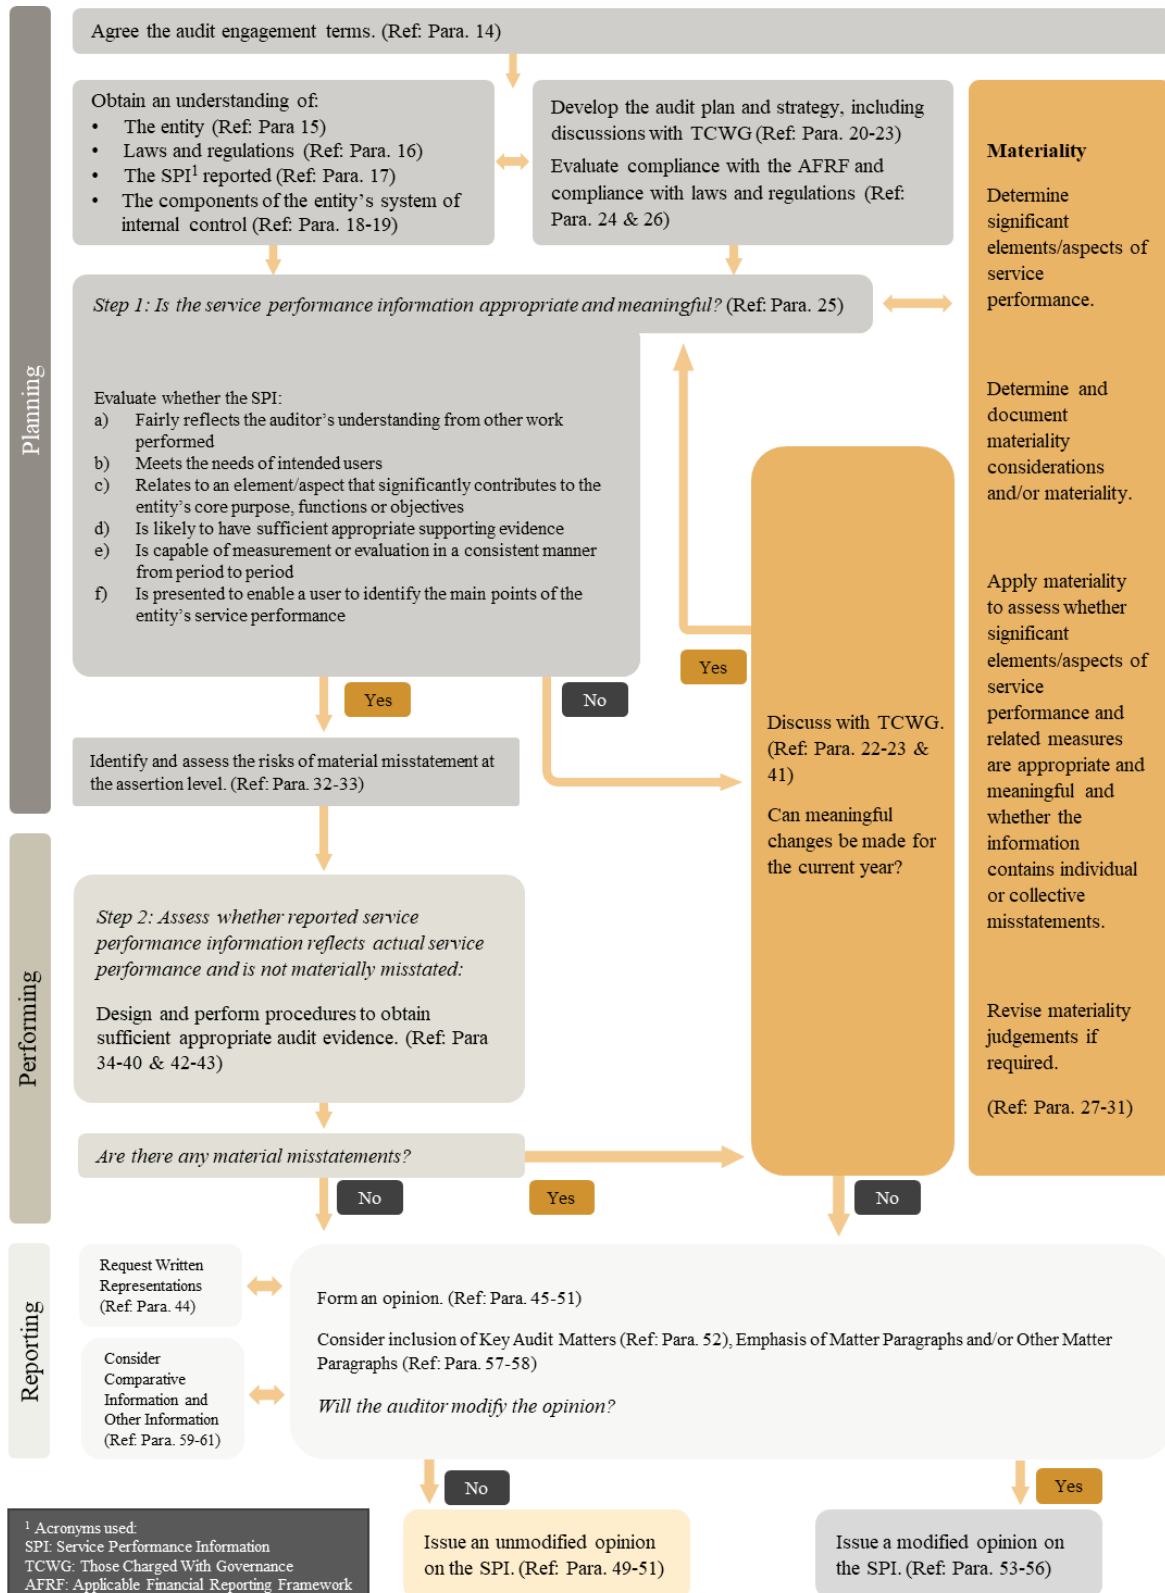 Planning
Agree the audit engagement terms. (Ref: Para. 14)
Obtain an understanding of:
• The entity (Ref: Para 15)
• Laws and regulations (Ref: Para. 16)
• The SPI1 reported (Ref: Para. 17)
• The components of the entity's system of
internal control (Ref: Para. 18-19)
Develop the audit plan and strategy, including
discussions with TCWG (Ref: Para. 20-23)
Evaluate compliance with the AFRF and
compliance with laws and regulations (Ref:
Para. 24 & 26)
Materiality
Determine
significant
elements/aspects of
service
performance.
Determine and
document
materiality
considerations
and/or materiality.
Apply materiality
to assess whether
significant
elements/aspects of
service
performance and
related measures
are appropriate and
meaningful and
whether the
information
contains individual
or collective
misstatements.
Revise materiality
judgements if
required.
(Ref: Para. 27-31)
Step 1: Is the service performance information appropriate and meaningful? (Ref: Para. 25)
Evaluate whether the SPI:
a) Fairly reflects the auditor's understanding from other work
performed
b) Meets the needs of intended users
c) Relates to an element/aspect that significantly contributes to the
entity's core purpose, functions or objectives
d) Is likely to have sufficient appropriate supporting evidence
e) Is capable of measurement or evaluation in a consistent manner
from period to period
f) Is presented to enable a user to identify the main points of the
entity's service performance
Yes
No
Yes
Discuss with TCWG.
(Ref: Para. 22-23 &
41)
Can meaningful
changes be made for
the current year?
Identify and assess the risks of material misstatement at
the assertion level. (Ref: Para. 32-33)
Performing
Step 2: Assess whether reported service
performance information reflects actual service
performance and is not materially misstated:
Design and perform procedures to obtain
sufficient appropriate audit evidence. (Ref: Para
34-40 & 42-43)
Are there any material misstatements?
No
Yes
No
Reporting
Request Written
Representations
(Ref: Para. 44)
Consider
Comparative
Information and
Other Information
(Ref: Para. 59-61)
Form an opinion. (Ref: Para. 45-51)
Consider inclusion of Key Audit Matters (Ref: Para. 52), Emphasis of Matter Paragraphs and/or Other Matter
Paragraphs (Ref: Para. 57-58)
Will the auditor modify the opinion?
No
Yes
1 Acronyms used:
SPI: Service Performance Information
TCWG: Those Charged With Governance
AFRF: Applicable Financial Reporting Framework
Issue an unmodified opinion
on the SPI. (Ref: Para. 49-51)
Issue a modified opinion on
the SPI. (Ref: Para. 53-56)